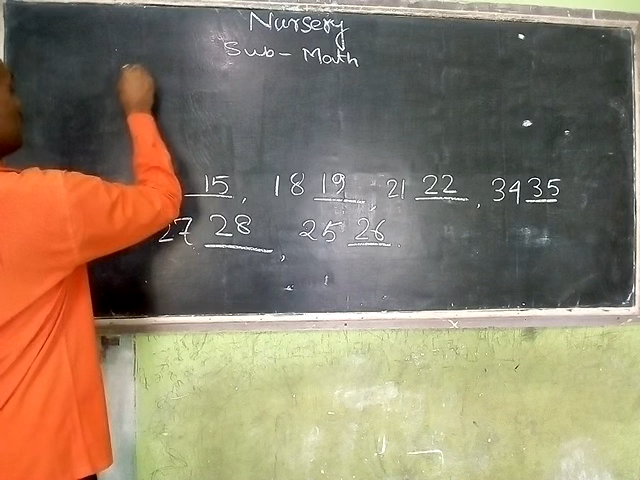 Nursery
Sub- Math
15, 18 19, 21 22, 34 35
27 28, 25 26.